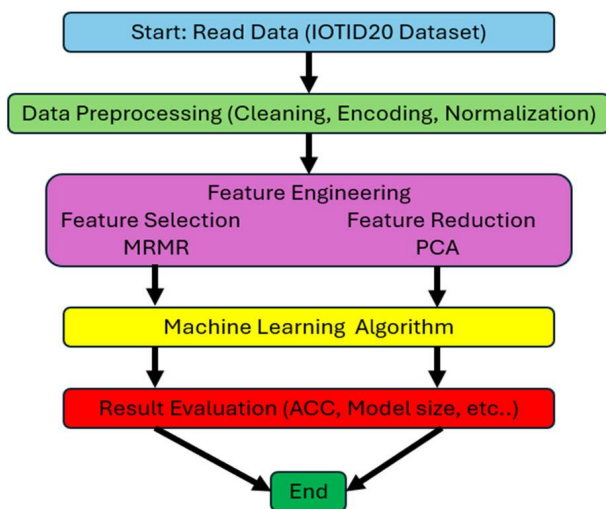 Start: Read Data (IOTID20 Dataset)
Data Preprocessing (Cleaning, Encoding, Normalization)
Feature Engineering
Feature Selection Feature Reduction
MRMR PCA
Machine Learning Algorithm
Result Evaluation (ACC, Model size, etc..)
End